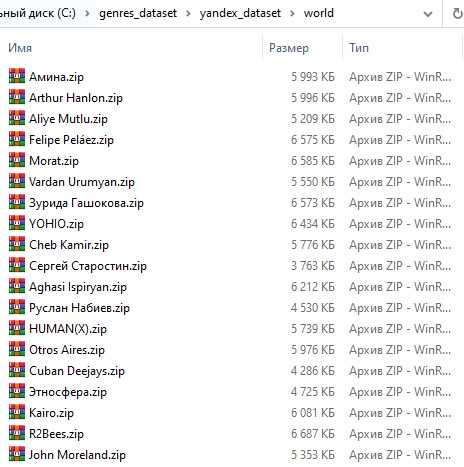 ьный диск (C:) > genres_dataset > yandex_dataset > world
Имя Размер Тип
Амина.zip 5 993 КБ Архив ZIP - WinR...
Arthur Hanlon.zip 5 996 КБ Архив ZIP - WinR...
Aliye Mutlu.zip 5 209 КБ Архив ZIP - WinR...
Felipe Peláez.zip 6 575 КБ Архив ZIP - WinR...
Morat.zip 6 585 КБ Архив ZIP - WinR...
Vardan Urumyan.zip 5 550 КБ Архив ZIP - WinR...
Зурида Гашокова.zip 6 573 КБ Архив ZIP - WinR...
YOHIO.zip 6 434 КБ Архив ZIP - WinR...
Cheb Kamir.zip 5 776 КБ Архив ZIP - WinR...
Сергей Старостин.zip 3 763 КБ Архив ZIP - WinR...
Aghasi Ispiryan.zip 6 212 КБ Архив ZIP - WinR...
Руслан Набиев.zip 4 530 КБ Архив ZIP - WinR...
HUMAN(X).zip 5 739 КБ Архив ZIP - WinR...
Otros Aires.zip 5 976 КБ Архив ZIP - WinR...
Cuban Deejays.zip 4 286 КБ Архив ZIP - WinR...
Этносфера.zip 4 725 КБ Архив ZIP - WinR...
Kairo.zip 6 081 КБ Архив ZIP - WinR...
R2Bees.zip 6 687 КБ Архив ZIP - WinR...
John Moreland.zip 5 353 КБ Архив ZIP - WinR...